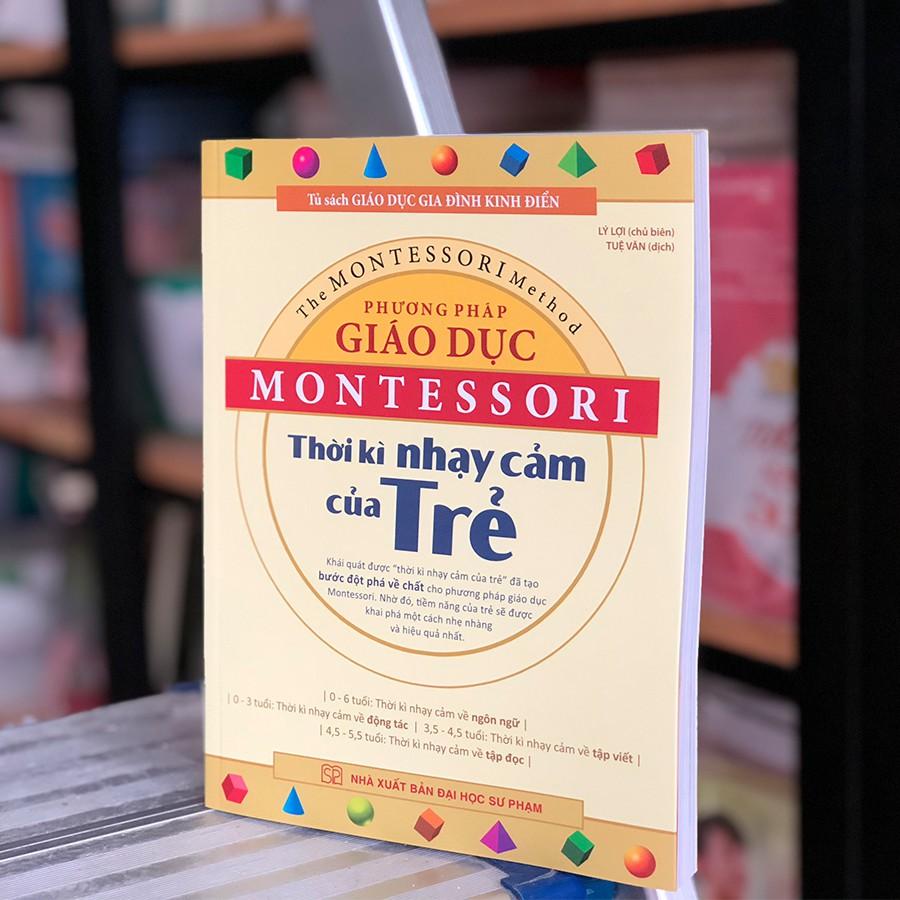 Tủ sách GIÁO DỤC GIA ĐÌNH KINH ĐIỂN
LÝ LỢI (chủ biên)
TUỆ VĂN (dịch)
The MONTESSORI Method
PHƯƠNG PHÁP
GIÁO DỤC
MONTESSORI
Thời kì nhạy cảm
của Trẻ
Khái quát được "thời kì nhạy cảm của trẻ" đã tạo
bước đột phá về chất cho phương pháp giáo dục
Montessori. Nhờ đó, tiềm năng của trẻ sẽ được
khai phá một cách nhẹ nhàng
và hiệu quả nhất.
| 0 - 6 tuổi: Thời kì nhạy cảm về ngôn ngữ |
| 0 - 3 tuổi: Thời kì nhạy cảm về động tác | 3,5 - 4,5 tuổi: Thời kì nhạy cảm về tập viết |
| 4,5 - 5,5 tuổi: Thời kì nhạy cảm về tập đọc |
SP NHÀ XUẤT BẢN ĐẠI HỌC SƯ PHẠM